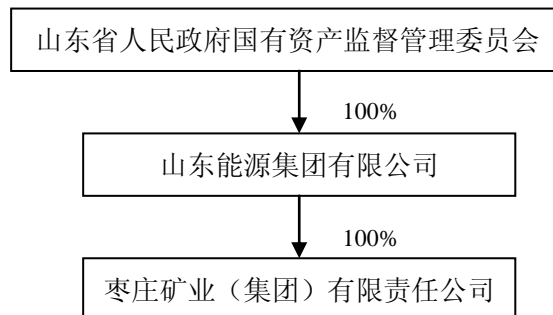 山东省人民政府国有资产监督管理委员会
100%
山东能源集团有限公司
100%
枣庄矿业（集团）有限责任公司